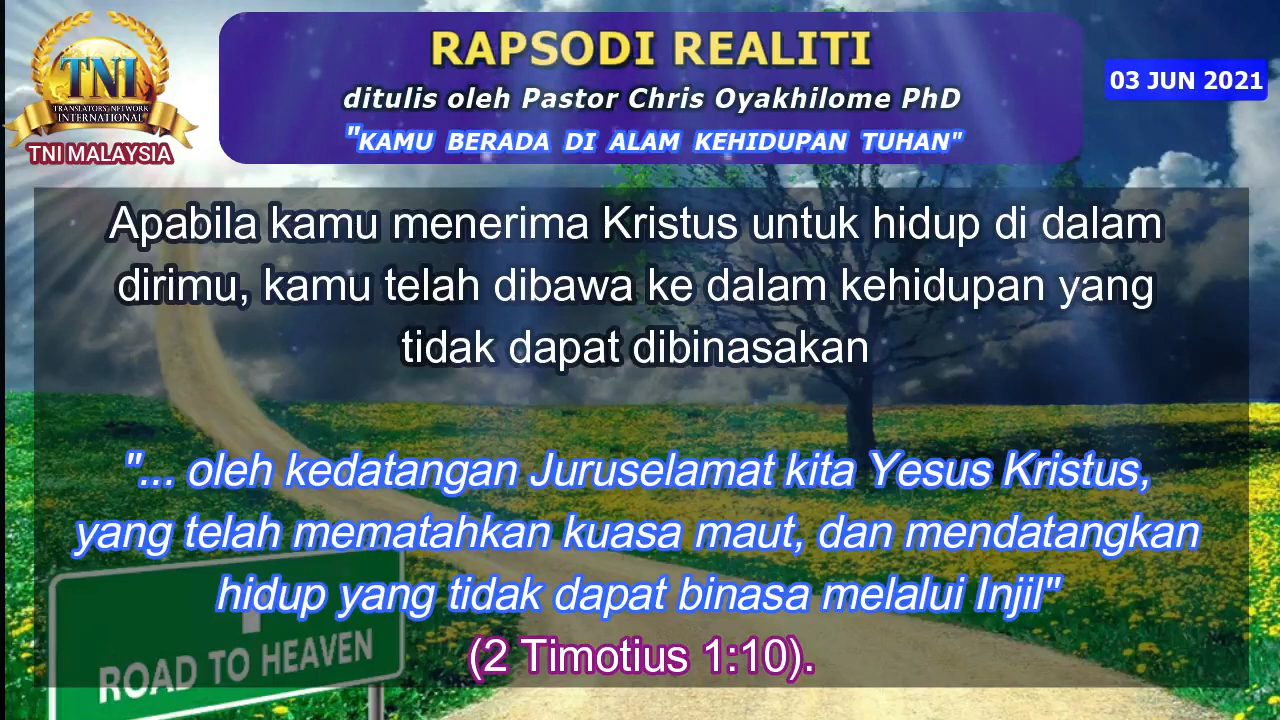 TNI
TRANSLATORS' NETWORK
INTERNATIONAL
TNI MALAYSIA
RAPSODI REALITI
ditulis oleh Pastor Chris Oyakhilome PhD
"KAMU BERADA DI ALAM KEHIDUPAN TUHAN"
03 JUN 2021
Apabila kamu menerima Kristus untuk hidup di dalam
dirimu, kamu telah dibawa ke dalam kehidupan yang
tidak dapat dibinasakan
"... oleh kedatangan Juruselamat kita Yesus Kristus,
yang telah mematahkan kuasa maut, dan mendatangkan
hidup yang tidak dapat binasa melalui Injil"
(2 Timotius 1:10).
ROAD TO HEAVEN